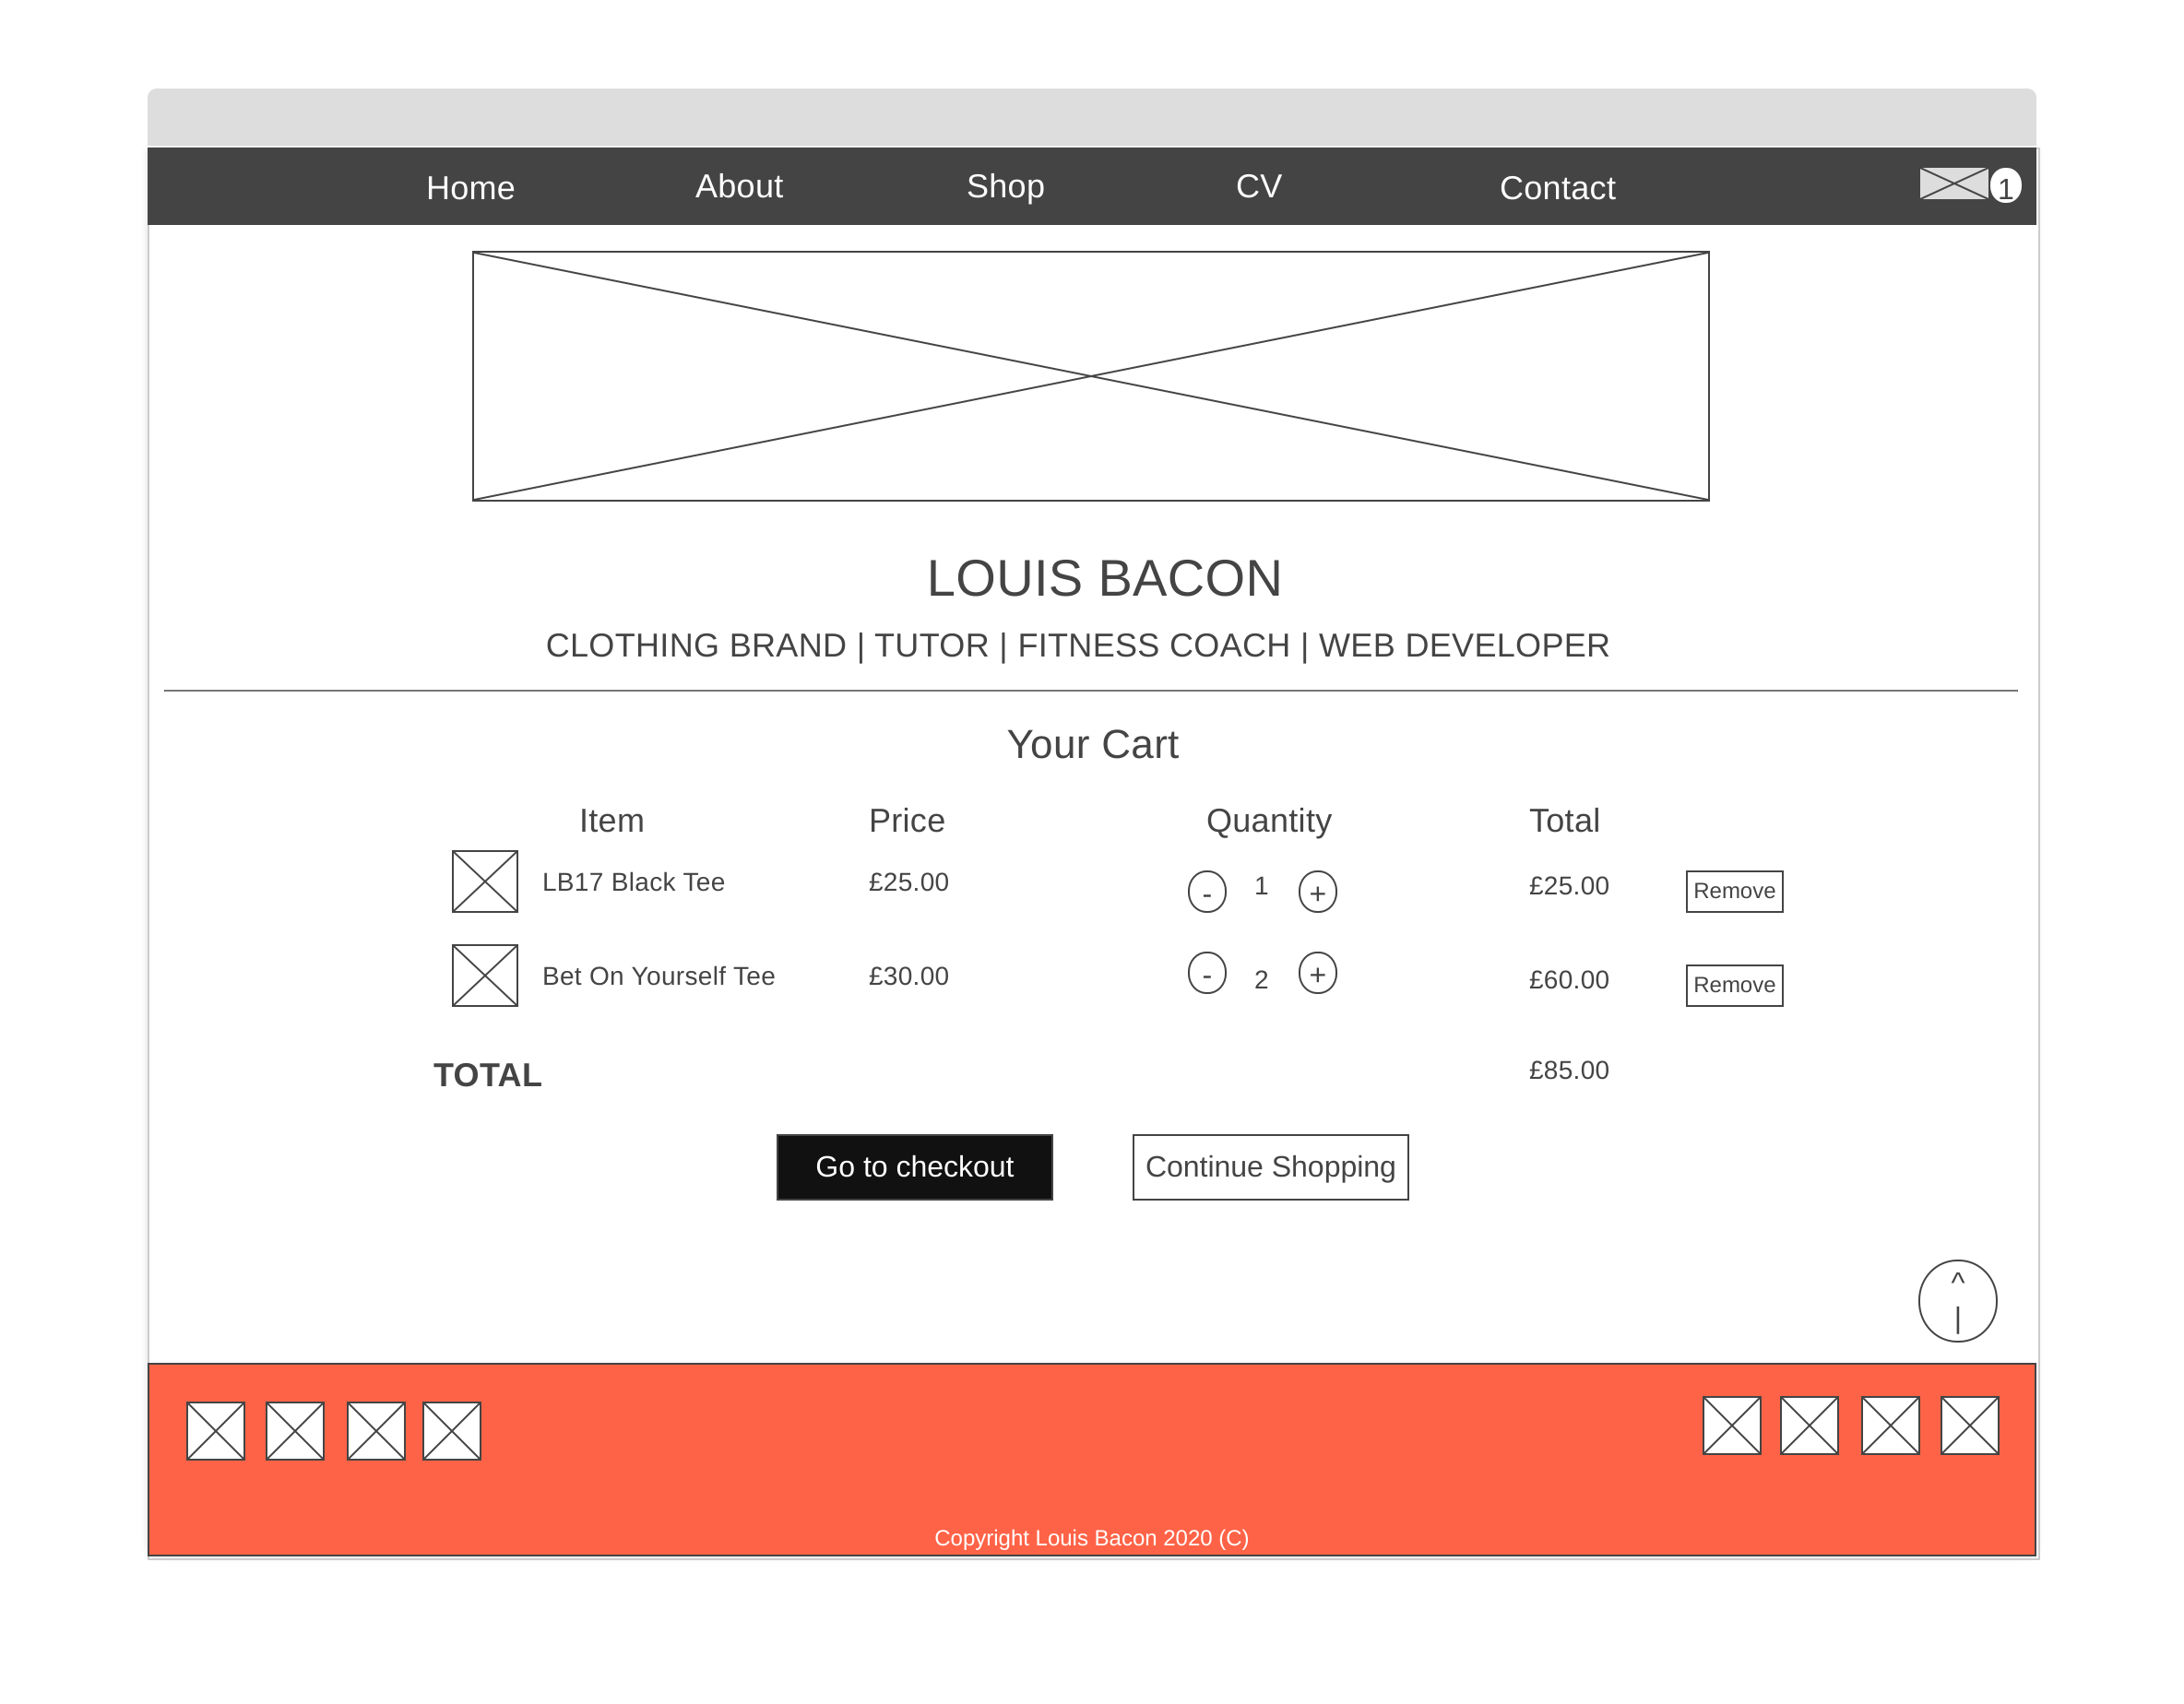 Home About Shop CV Contact 1
LOUIS BACON
CLOTHING BRAND | TUTOR | FITNESS COACH | WEB DEVELOPER
Your Cart
Item Price Quantity Total
LB17 Black Tee £25.00 - 1 + £25.00 Remove
Bet On Yourself Tee £30.00 - 2 + £60.00 Remove
TOTAL £85.00
Go to checkout Continue Shopping
^
|
Copyright Louis Bacon 2020 (C)